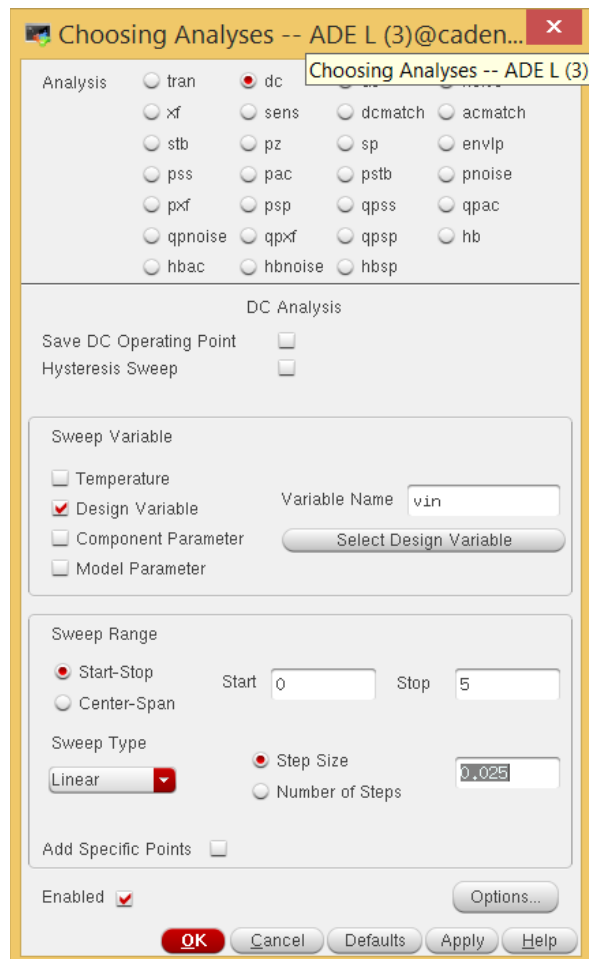 Choosing Analyses -- ADE L (3)@caden...
Choosing Analyses -- ADE L (3)
Analysis tran dc
xf sens dcmatch acmatch
stb pz sp envlp
pss pac pstb pnoise
pxf psp qpss qpac
qpnoise qpxf qpsp hb
hbac hbnoise hbsp
DC Analysis
Save DC Operating Point
Hysteresis Sweep
Sweep Variable
Temperature
Design Variable
Component Parameter
Model Parameter
Variable Name vin
Select Design Variable
Sweep Range
Start-Stop
Center-Span
Start 0 Stop 5
Sweep Type
Linear
Step Size
Number of Steps
0.025
Add Specific Points
Enabled
Options...
OK Cancel Defaults Apply Help